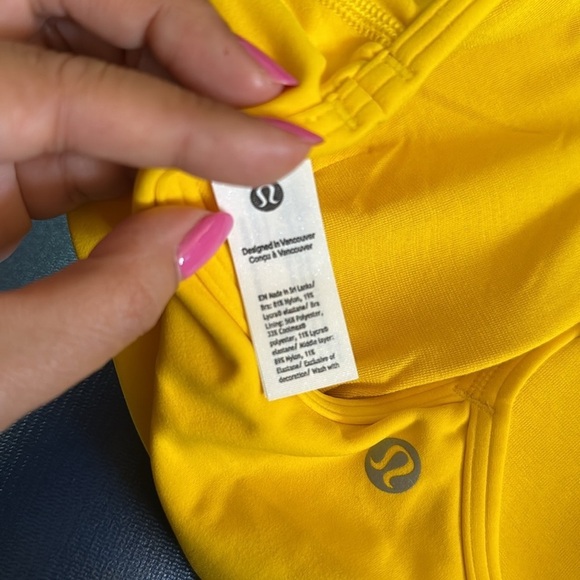 Designed in Vancouver
Conçu à Vancouver
EN Made in Sri Lanka/
Bra: 81% Nylon, 19%
Lycra® elastane/ Bra
Lining: 56% Polyester,
33% Coolmax®
polyester, 11% Lycra®
elastane/ Middle layer:
89% Nylon, 11%
Elastane/ Exclusive of
decoration/ Wash with